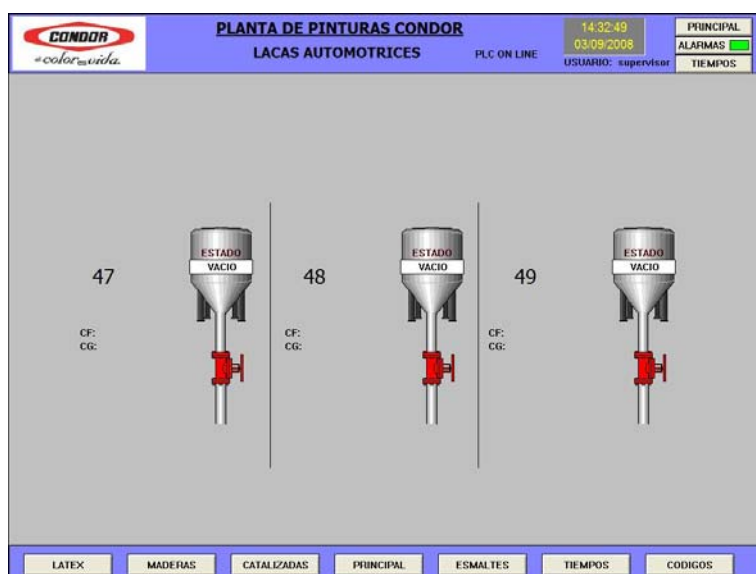 CONDOR
el color es vida.
PLANTA DE PINTURAS CONDOR
LACAS AUTOMOTRICES
PLC ON LINE
14:32:49
03/09/2008
USUARIO: supervisor
PRINCIPAL
ALARMAS
TIEMPOS
47
ESTADO
VACIO
CF:
CG:
48
ESTADO
VACIO
CF:
CG:
49
ESTADO
VACIO
CF:
CG:
LATEX MADERAS CATALIZADAS PRINCIPAL ESMALTES TIEMPOS CODIGOS